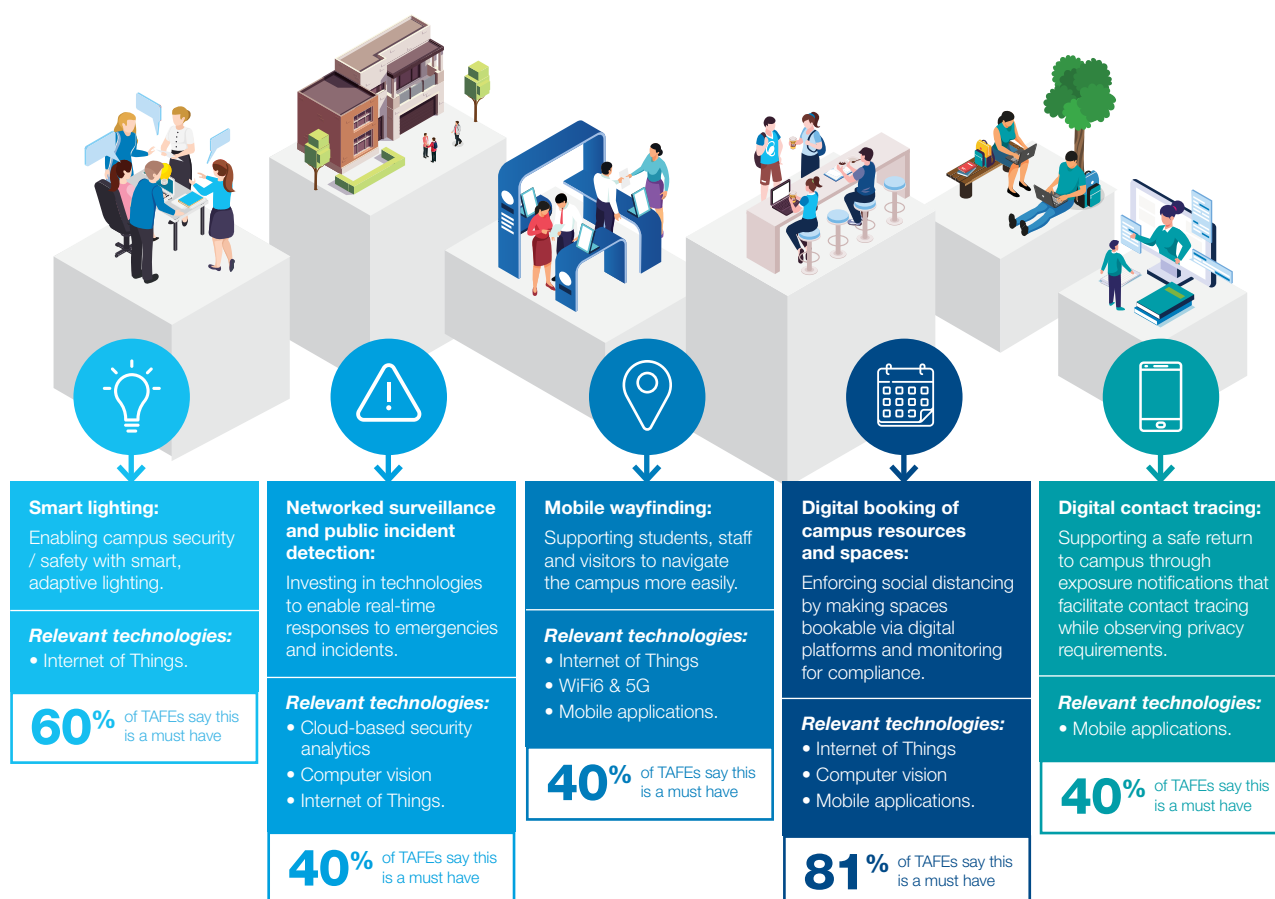 Smart lighting:
Enabling campus security
/ safety with smart,
adaptive lighting.
Relevant technologies:
• Internet of Things.
60% of TAFEs say this
is a must have
Networked surveillance
and public incident
detection:
Investing in technologies
to enable real-time
responses to emergencies
and incidents.
Relevant technologies:
• Cloud-based security
analytics
• Computer vision
• Internet of Things.
40% of TAFEs say this
is a must have
Mobile wayfinding:
Supporting students, staff
and visitors to navigate
the campus more easily.
Relevant technologies:
• Internet of Things
• WiFi6 & 5G
• Mobile applications.
40% of TAFEs say this
is a must have
Digital booking of
campus resources
and spaces:
Enforcing social distancing
by making spaces
bookable via digital
platforms and monitoring
for compliance.
Relevant technologies:
• Internet of Things
• Computer vision
• Mobile applications.
81% of TAFEs say this
is a must have
Digital contact tracing:
Supporting a safe return
to campus through
exposure notifications that
facilitate contact tracing
while observing privacy
requirements.
Relevant technologies:
• Mobile applications.
40% of TAFEs say this
is a must have